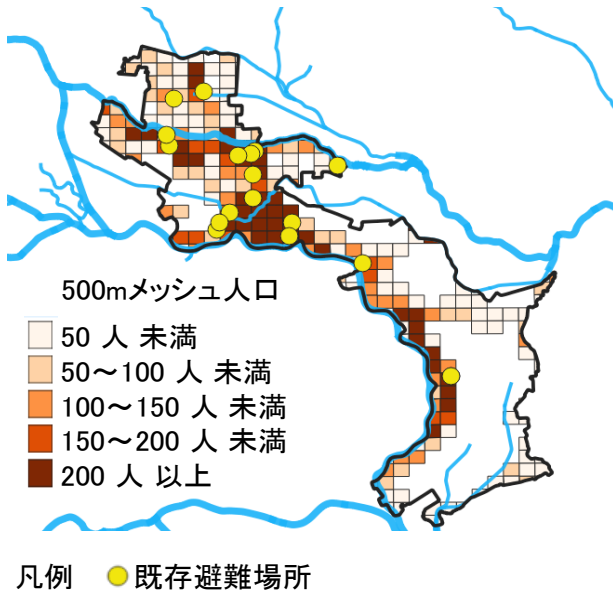 500mメッシュ人口
50 人 未満
50～100 人 未満
100～150 人 未満
150～200 人 未満
200 人 以上
凡例 既存避難場所